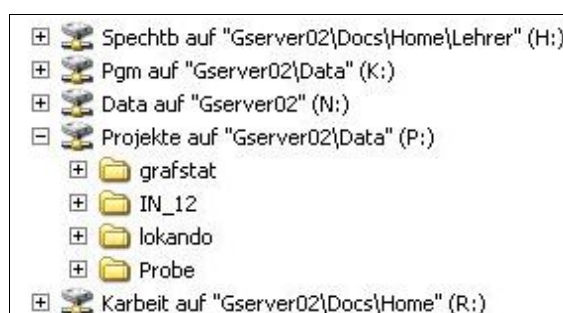 Spechtb auf "Gserver02\Docs\Home\Lehrer" (H:)
Pgm auf "Gserver02\Data" (K:)
Data auf "Gserver02" (N:)
Projekte auf "Gserver02\Data" (P:)
grafstat
IN_12
lokando
Probe
Karbeit auf "Gserver02\Docs\Home" (R:)